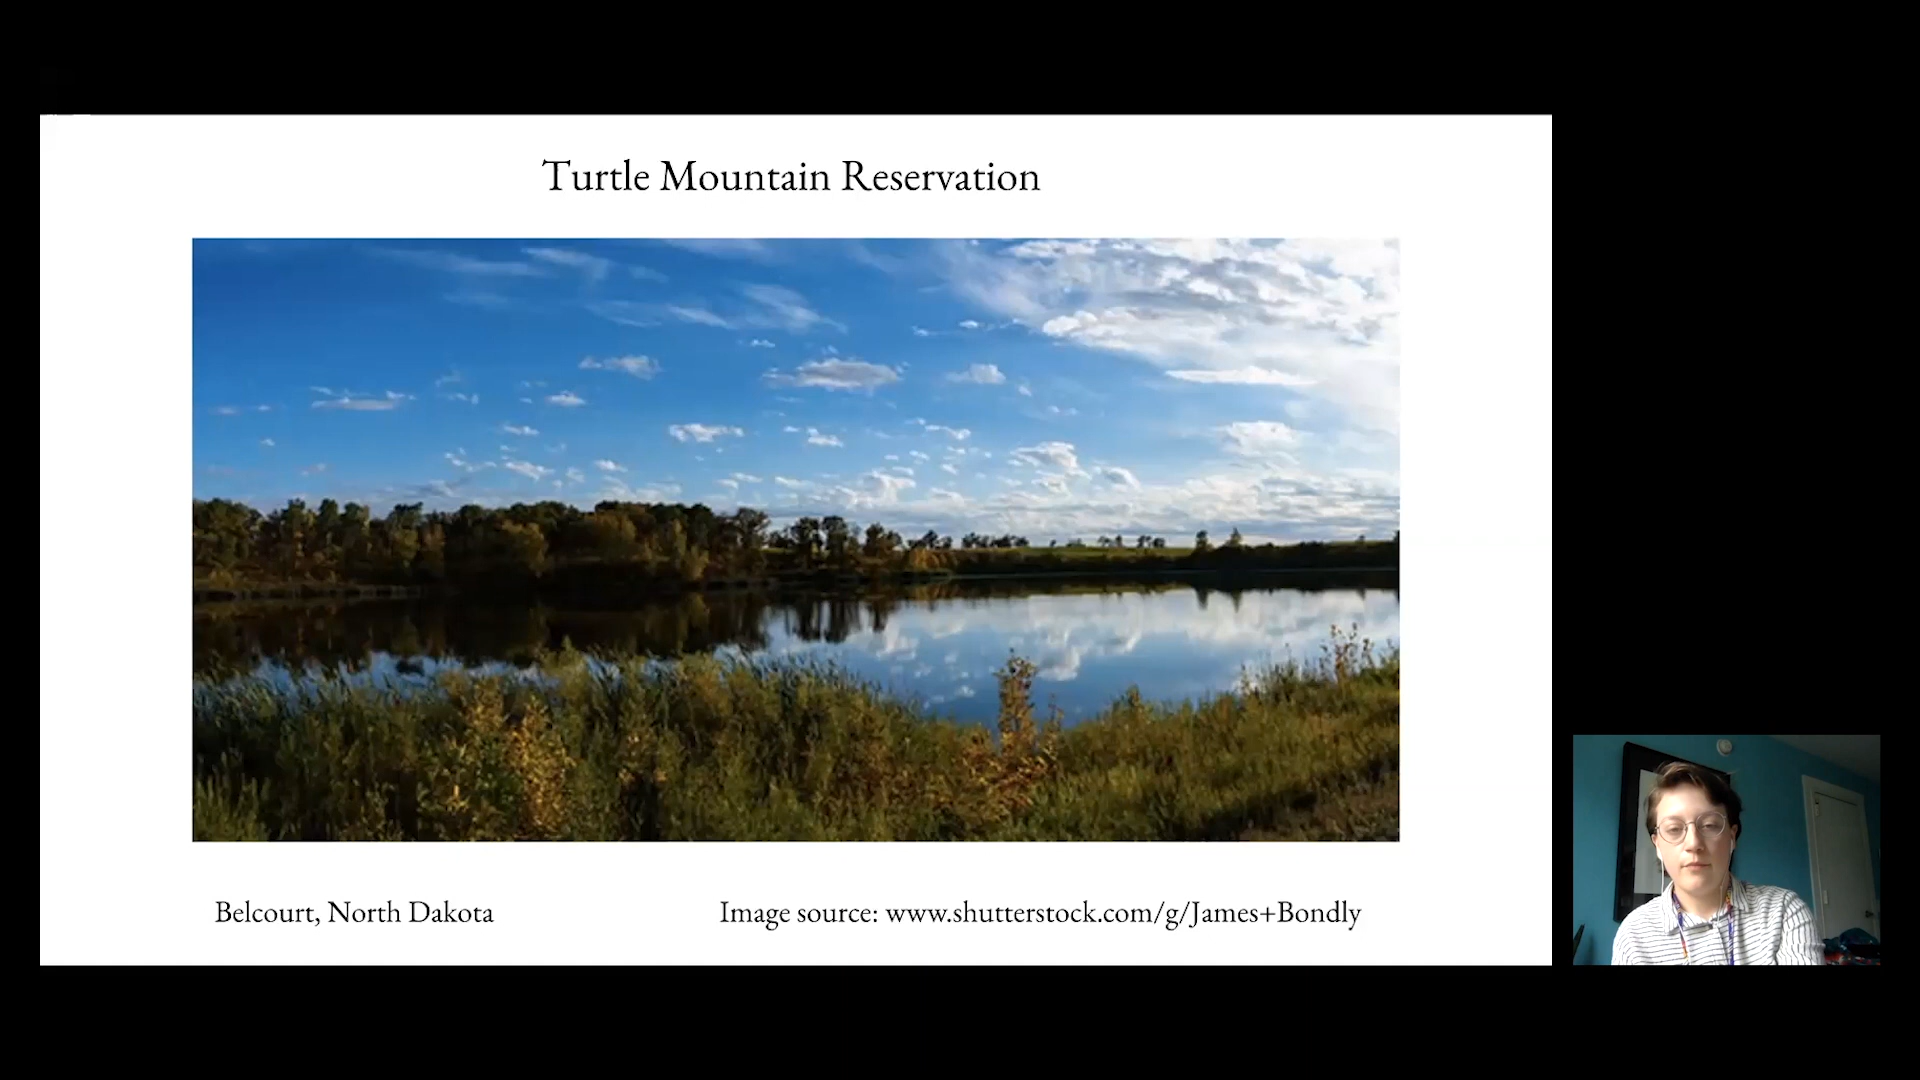 Turtle Mountain Reservation
Belcourt, North Dakota
Image source: www.shutterstock.com/g/James+Bondly